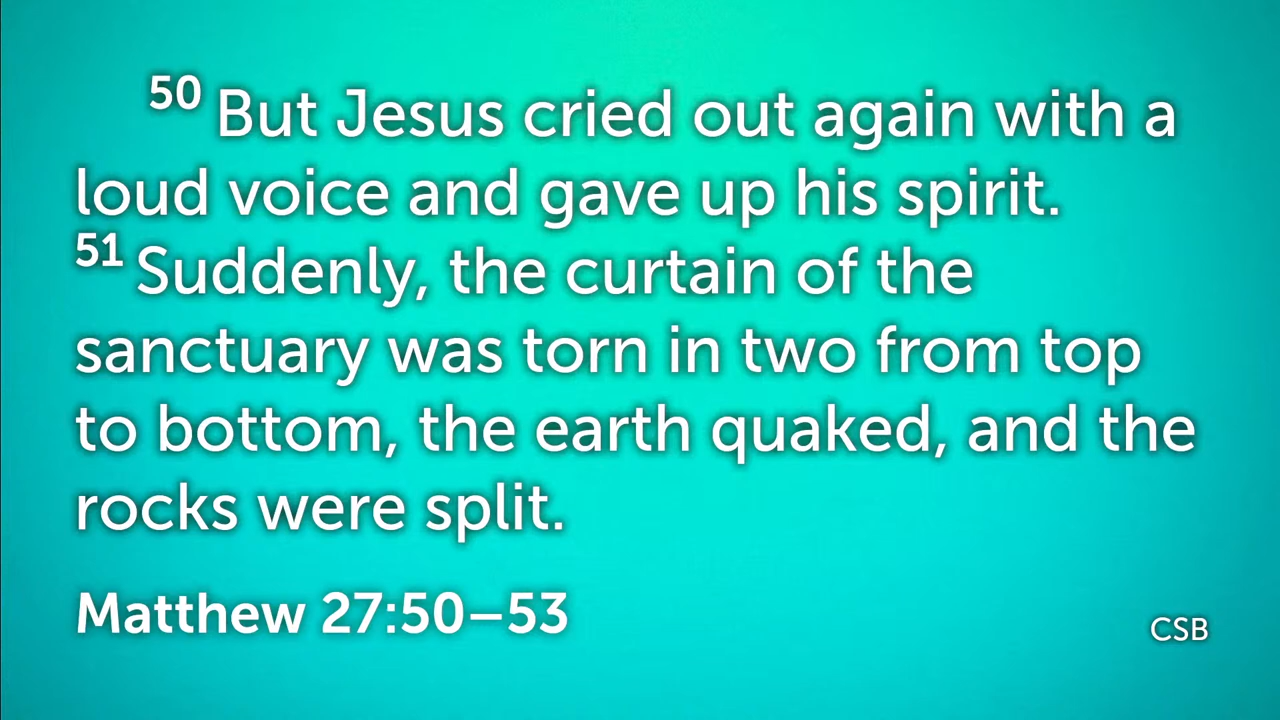 50 But Jesus cried out again with a
loud voice and gave up his spirit.
51 Suddenly, the curtain of the
sanctuary was torn in two from top
to bottom, the earth quaked, and the
rocks were split.
Matthew 27:50–53
CSB